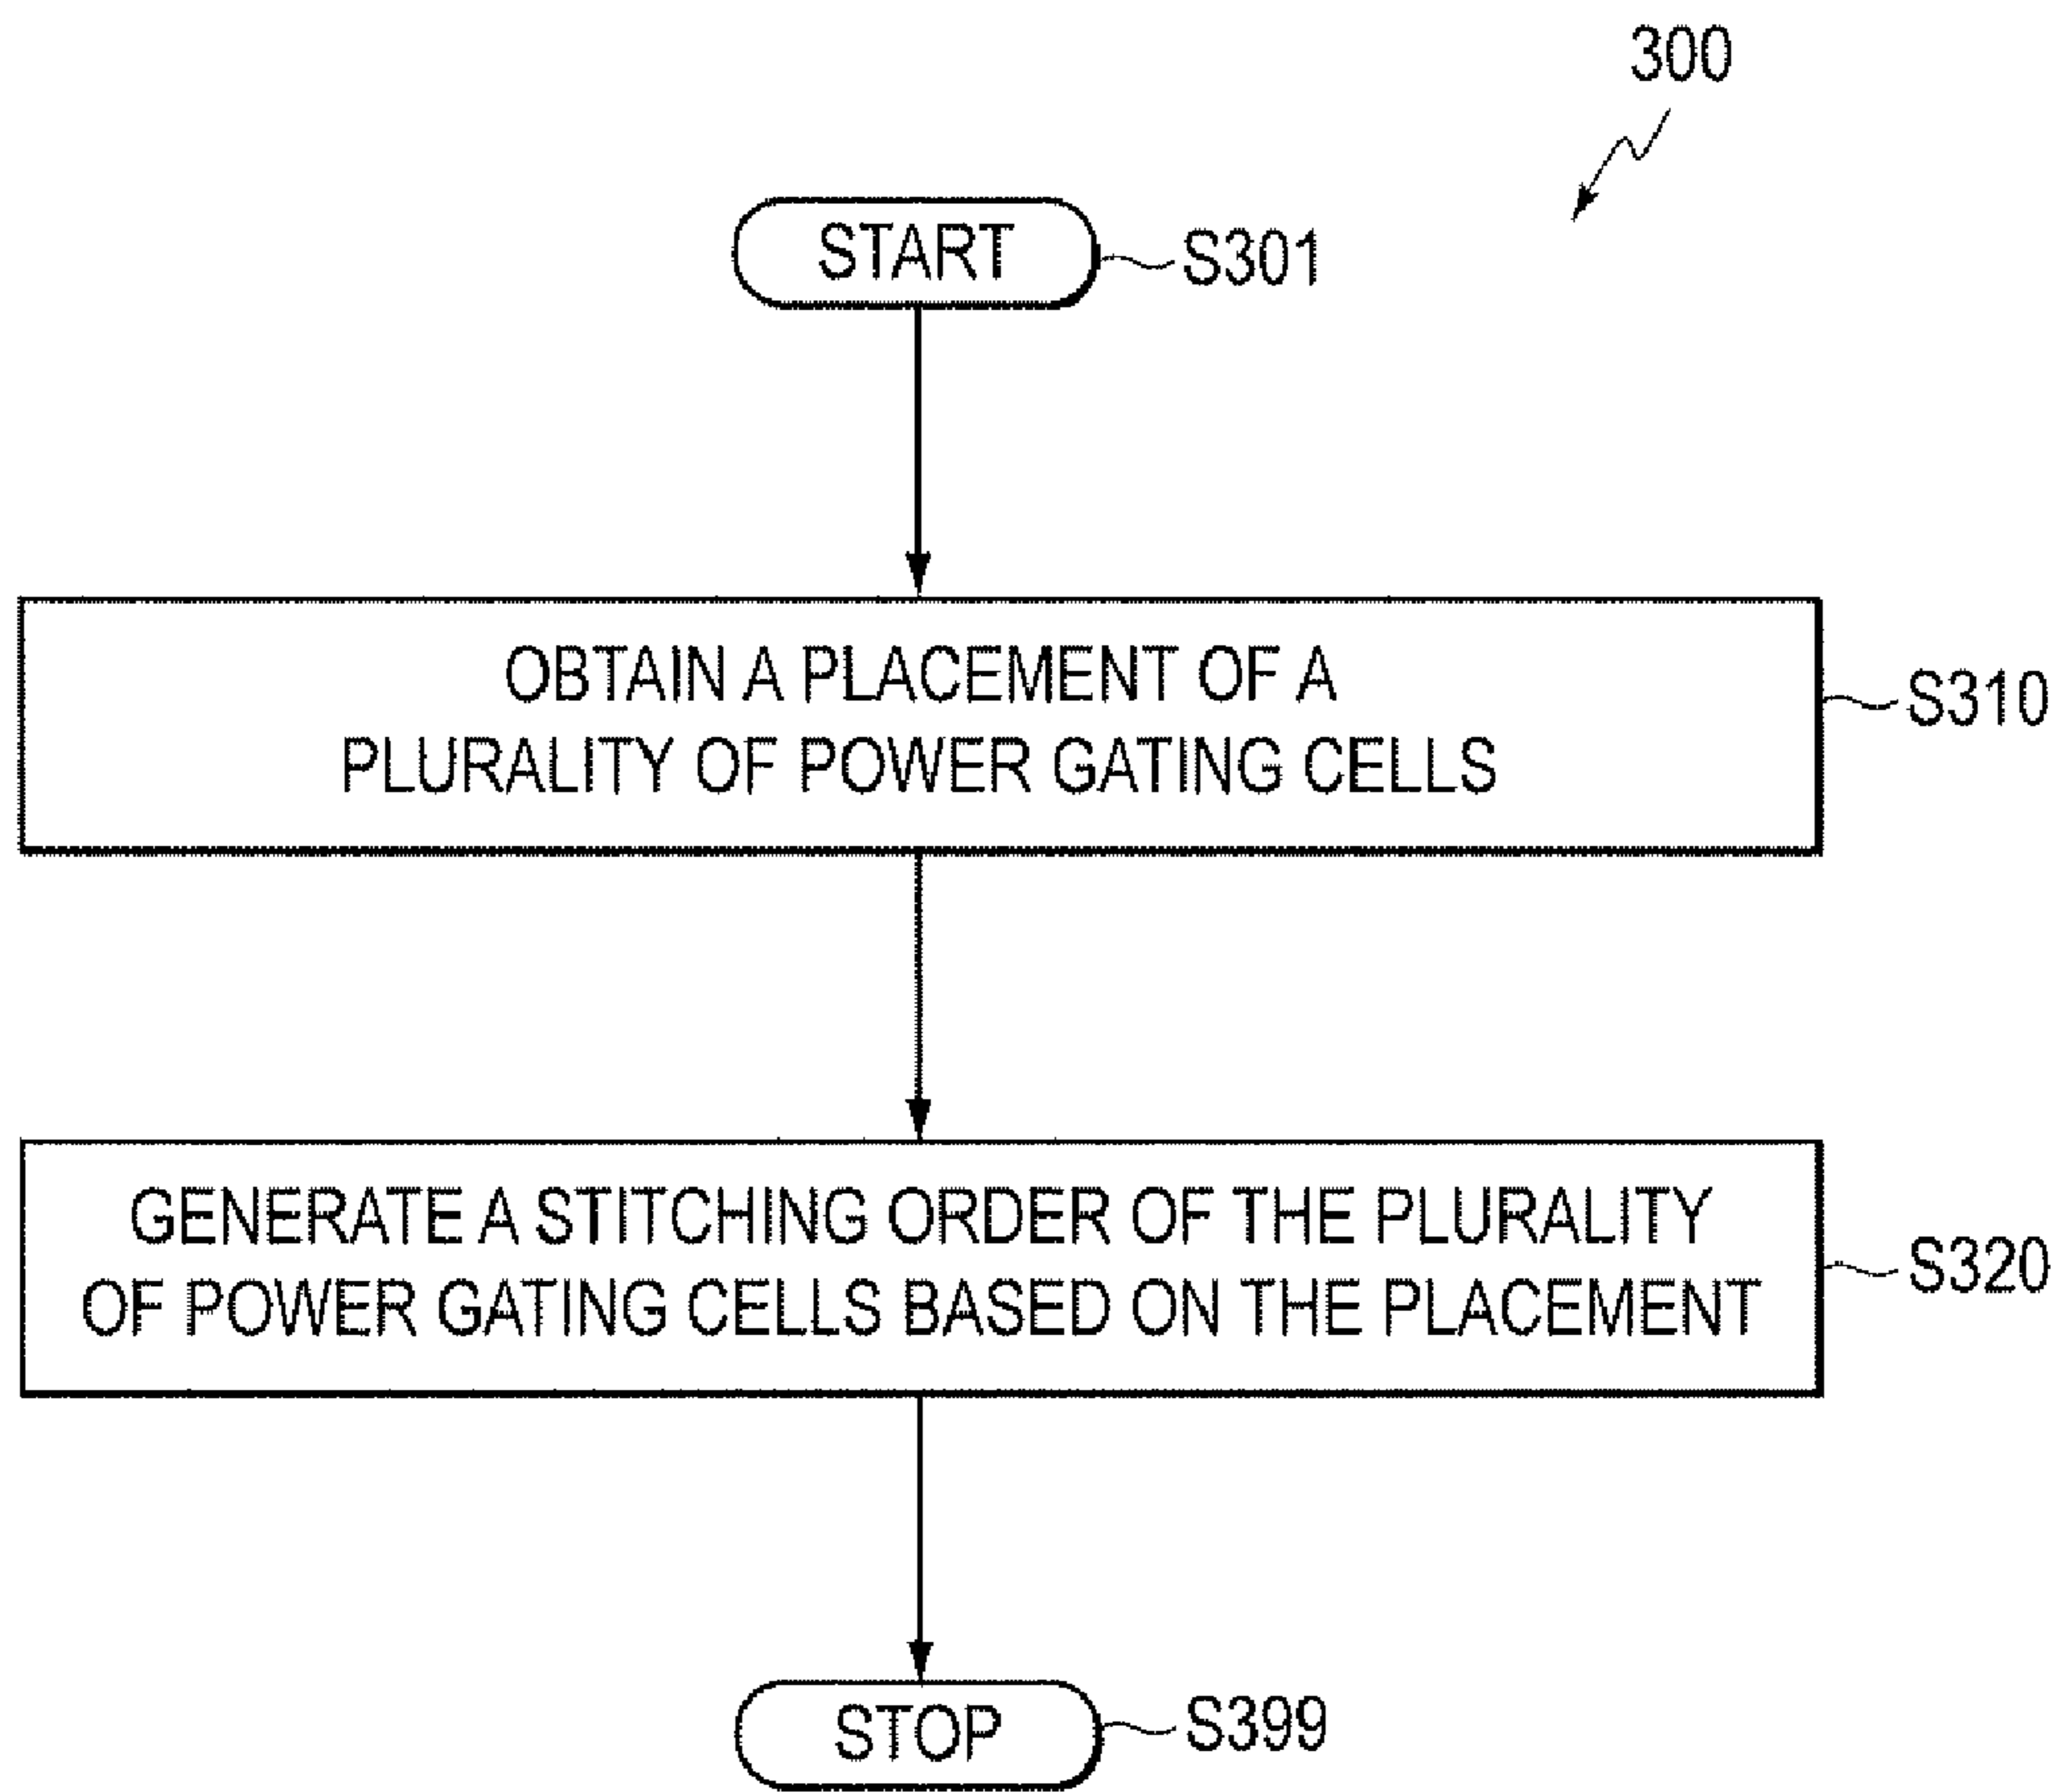 300
START
S301
OBTAIN A PLACEMENT OF A
PLURALITY OF POWER GATING CELLS
S310
GENERATE A STITCHING ORDER OF THE PLURALITY
OF POWER GATING CELLS BASED ON THE PLACEMENT
S320
STOP
S399